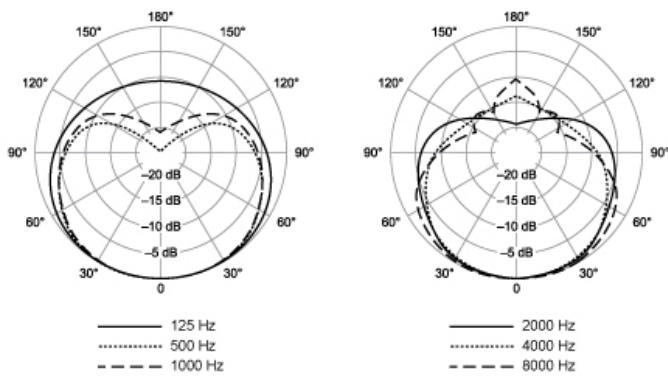 180° 180°
150° 150° 150° 150°
120° 120° 120° 120°
90° 90° 90° 90°
–20 dB –20 dB
–15 dB –15 dB
60° 60° 60° 60°
–10 dB –10 dB
–5 dB –5 dB
30° 30° 30° 30°
0 0
125 Hz 2000 Hz
500 Hz 4000 Hz
1000 Hz 8000 Hz